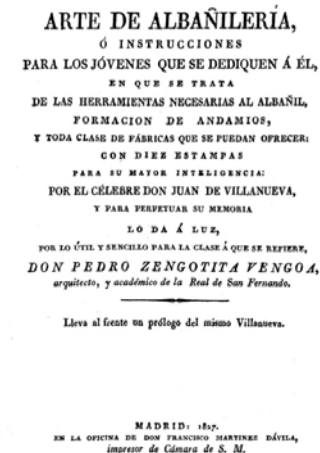 ARTE DE ALBAÑILERÍA,
Ó INSTRUCCIONES
PARA LOS JÓVENES QUE SE DEDIQUEN Á ÉL,
EN QUE SE TRATA
DE LAS HERRAMIENTAS NECESARIAS AL ALBAÑIL,
FORMACION DE ANDAMIOS,
Y TODA CLASE DE FÁBRICAS QUE SE PUEDAN OFRECER:
CON DIEZ ESTAMPAS
PARA SU MAYOR INTELIGENCIA:
POR EL CÉLEBRE DON JUAN DE VILLANUEVA,
Y PARA PERPETUAR SU MEMORIA
LO DA Á LUZ,
POR LO ÚTIL Y SENCILLO PARA LA CLASE Á QUE SE REFIERE,
DON PEDRO ZENGOTITA VENGOA,
arquitecto, y académico de la Real de San Fernando.
Lleva al frente un prólogo del mismo Villanueva.
MADRID: 1827.
EN LA OFICINA DE DON FRANCISCO MARTINEZ DÁVILA,
impresor de Cámara de S. M.